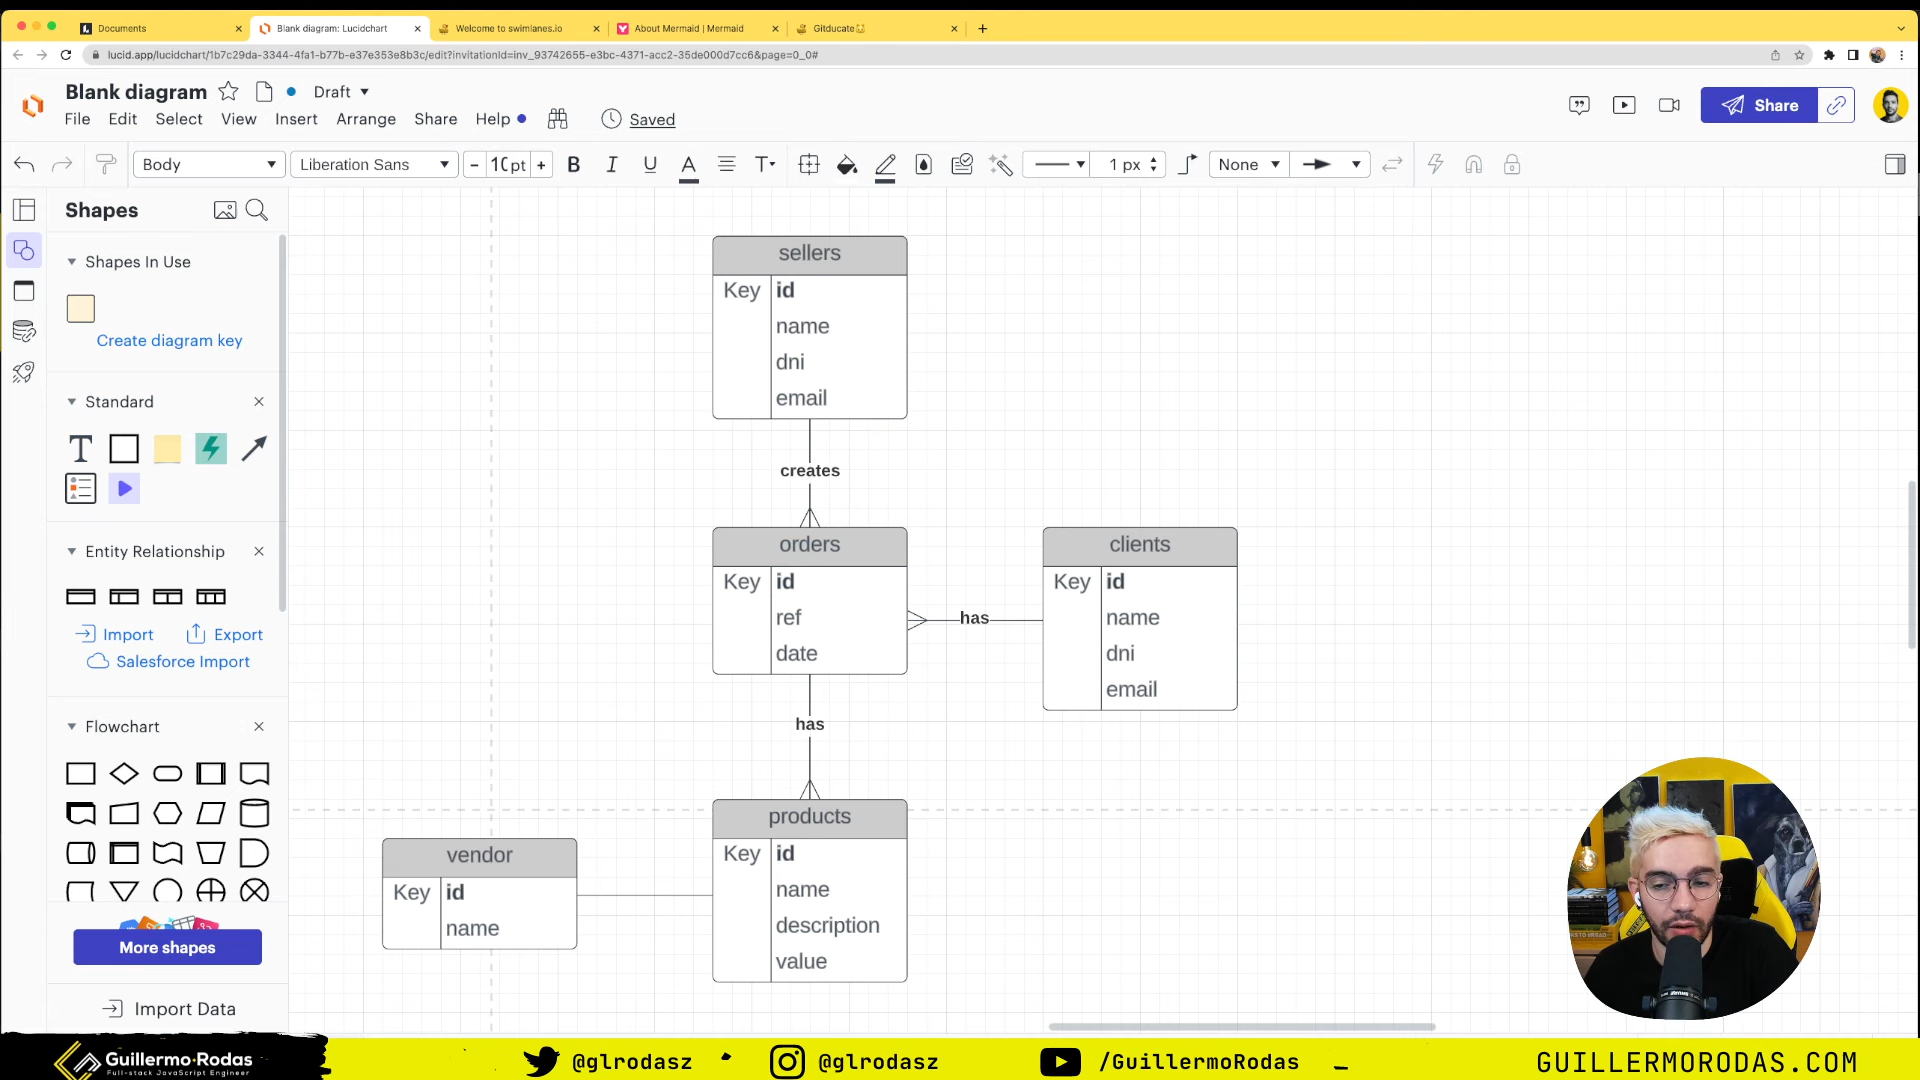 Documents
Blank diagram: Lucidchart
Welcome to swimlanes.io
About Mermaid | Mermaid
Gitducate
lucid.app/lucidchart/1b7c29da-3344-4fa1-b77b-e37e353e8b3c/edit?invitationId=inv_93742655-e3bc-4371-acc2-35de000d7cc6&page=0_0#
Blank diagram
Draft
File Edit Select View Insert Arrange Share Help
Saved
Share
Body
Liberation Sans
10 pt
B I U A T
1 px
None
Shapes
Shapes In Use
Create diagram key
Standard
T
Entity Relationship
Import
Export
Salesforce Import
Flowchart
More shapes
Import Data
sellers
Key id
name
dni
email
creates
orders
Key id
ref
date
has
clients
Key id
name
dni
email
has
products
Key id
name
description
value
vendor
Key id
name
Guillermo Rodas
Full-stack JavaScript Engineer
@glrodasz
@glrodasz
/GuillermoRodas
GUILLERMORODAS.COM